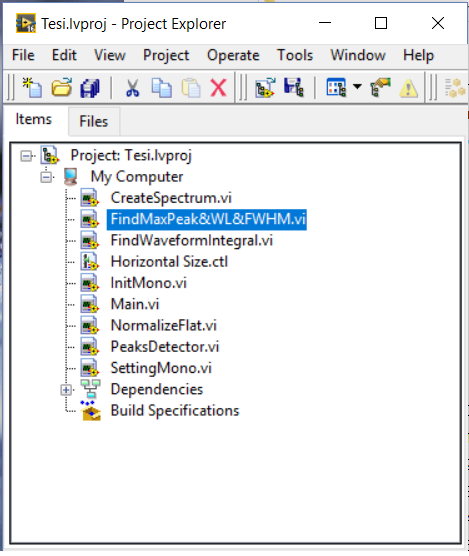 Tesi.lvproj - Project Explorer
File Edit View Project Operate Tools Window Help
Items Files
Project: Tesi.lvproj
My Computer
CreateSpectrum.vi
FindMaxPeak&WL&FWHM.vi
FindWaveformIntegral.vi
Horizontal Size.ctl
InitMono.vi
Main.vi
NormalizeFlat.vi
PeaksDetector.vi
SettingMono.vi
Dependencies
Build Specifications